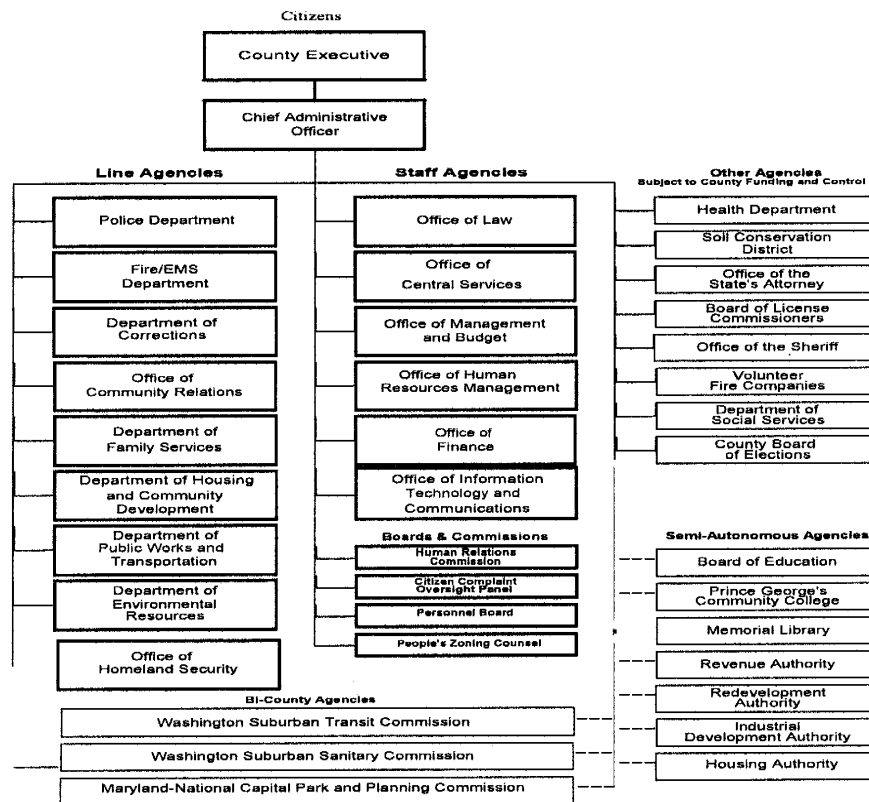 Citizens
County Executive
Chief Administrative
Officer
Line Agencies
Police Department
Fire/EMS
Department
Department of
Corrections
Office of
Community Relations
Department of
Family Services
Department of Housing
and Community
Development
Department of
Public Works and
Transportation
Department of
Environmental
Resources
Office of
Homeland Security
Staff Agencies
Office of Law
Office of
Central Services
Office of Management
and Budget
Office of Human
Resources Management
Office of
Finance
Office of Information
Technology and
Communications
Boards & Commissions
Human Relations
Commission
Citizen Complaint
Oversight Panel
Personnel Board
People's Zoning Counsel
Other Agencies
Subject to County Funding and Control
Health Department
Soil Conservation
District
Office of the
State's Attorney
Board of License
Commissioners
Office of the Sheriff
Volunteer
Fire Companies
Department of
Social Services
County Board
of Elections
Semi-Autonomous Agencies
Board of Education
Prince George's
Community College
Memorial Library
Revenue Authority
Redevelopment
Authority
Industrial
Development Authority
Housing Authority
Bi-County Agencies
Washington Suburban Transit Commission
Washington Suburban Sanitary Commission
Maryland-National Capital Park and Planning Commission